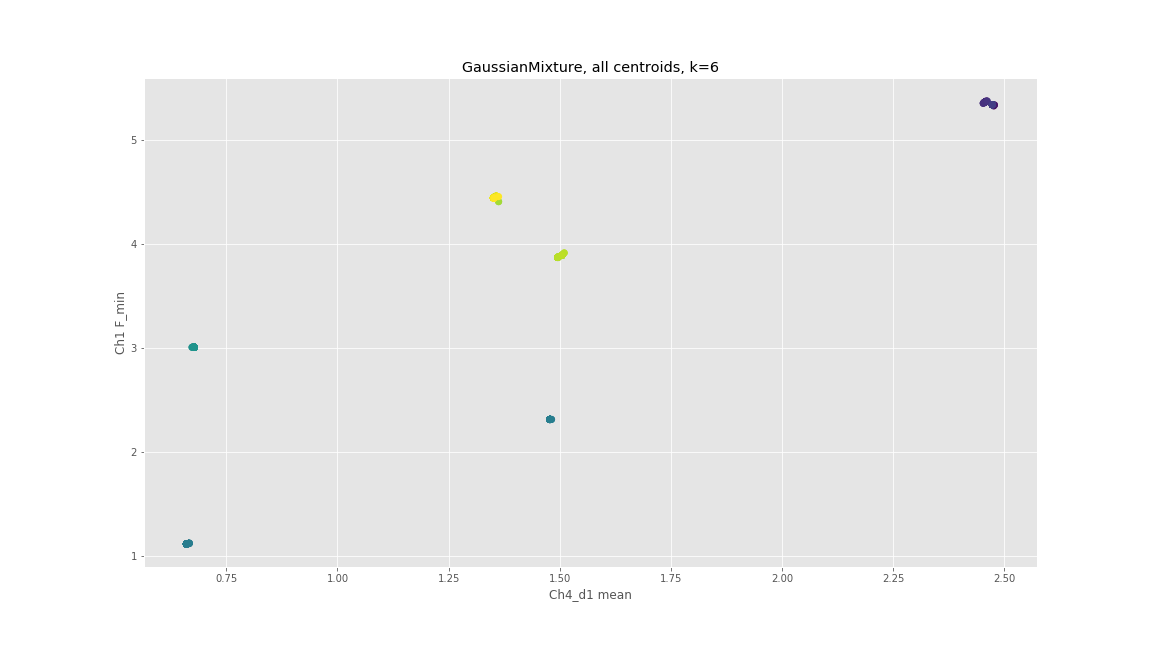 GaussianMixture, all centroids, k=6
5
4
3
2
1
Ch1 F_min
0.75 1.00 1.25 1.50 1.75 2.00 2.25 2.50
Ch4_d1 mean